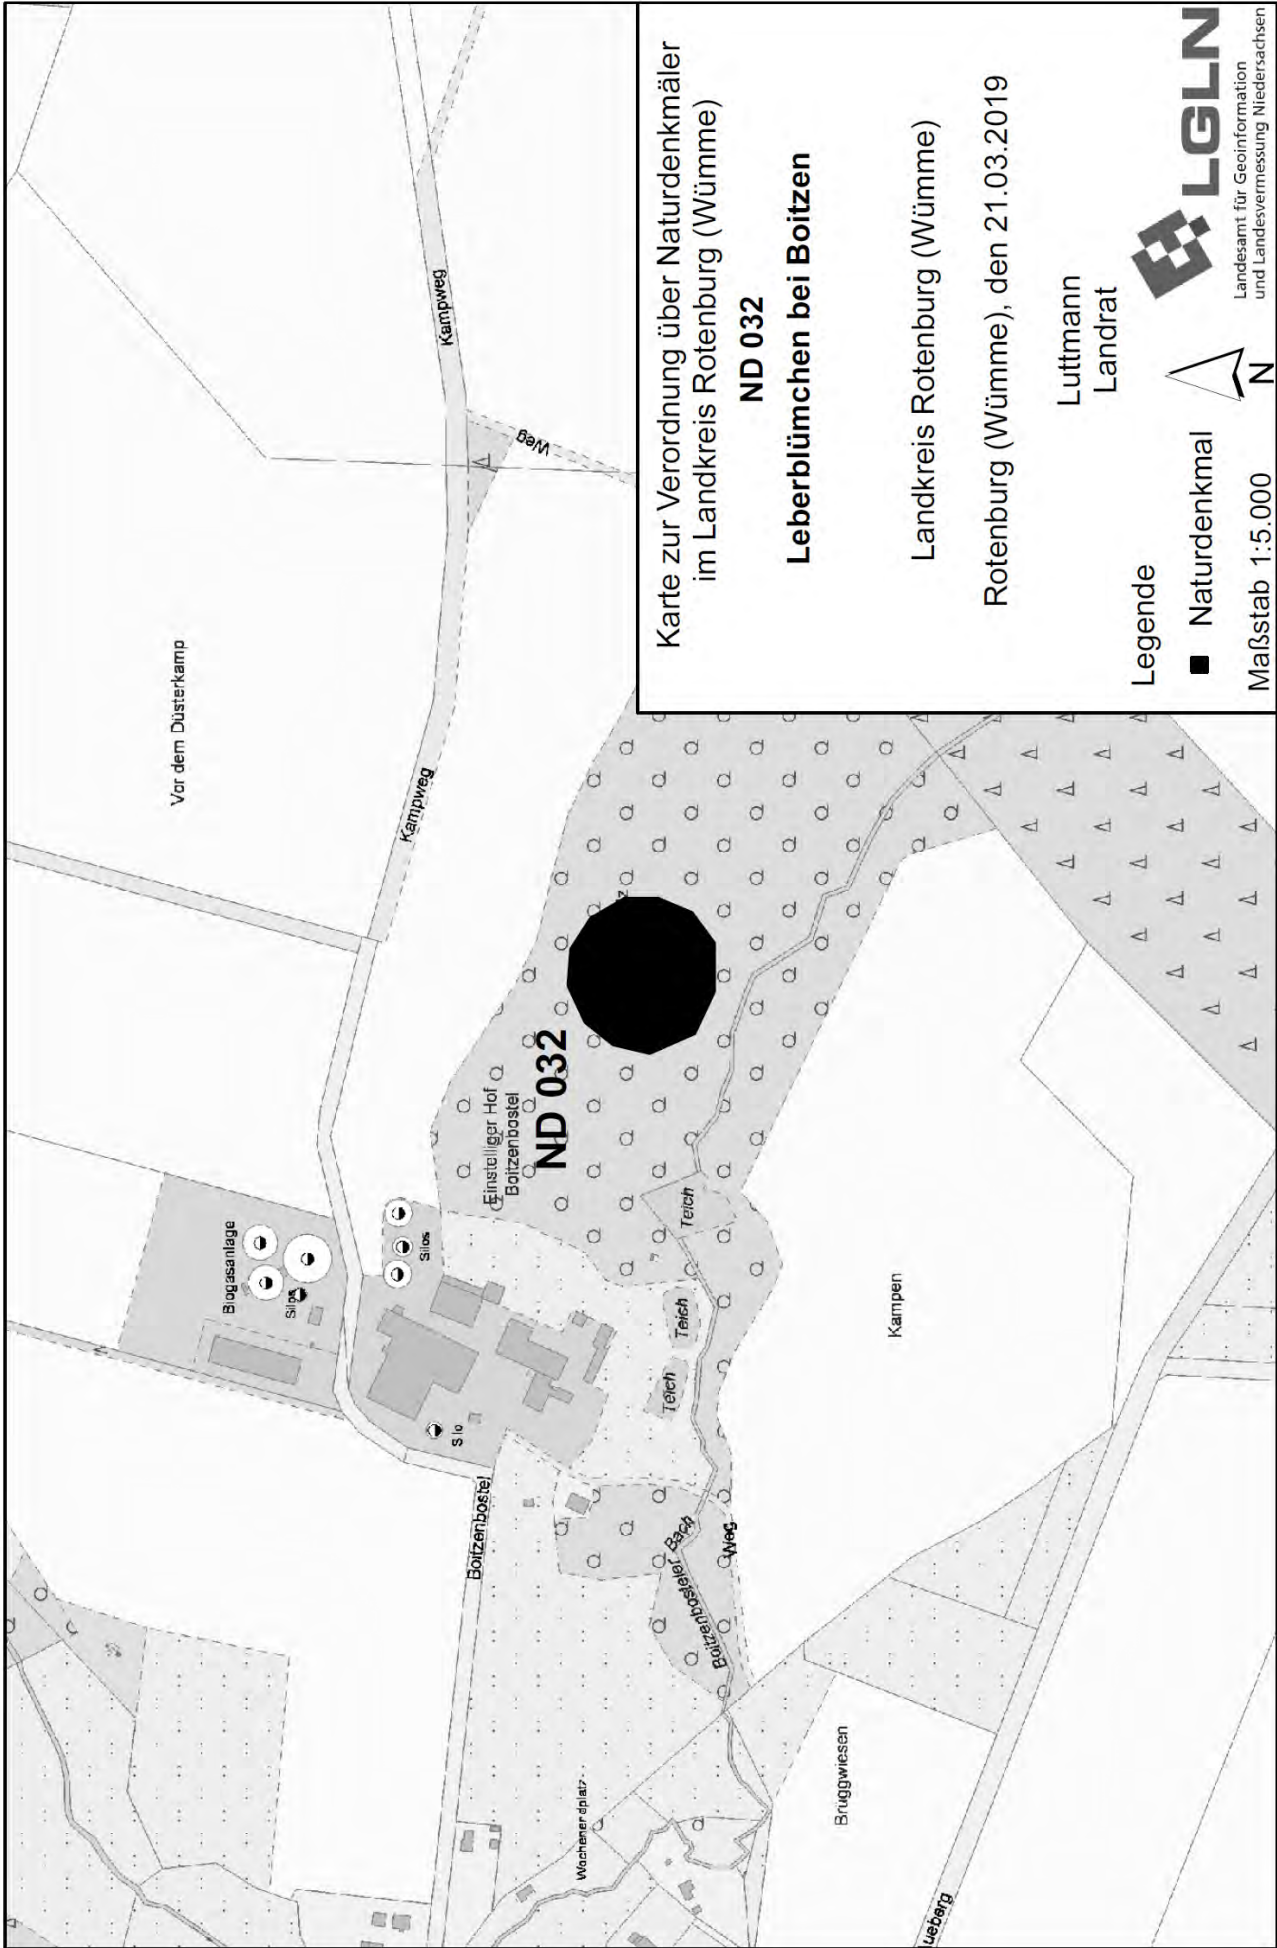 Karte zur Verordnung über Naturdenkmäler
im Landkreis Rotenburg (Wümme)
ND 032
Leberblümchen bei Boitzen
Landkreis Rotenburg (Wümme)
Rotenburg (Wümme), den 21.03.2019
Luttmann
Landrat
Legende
Naturdenkmal
Maßstab 1:5.000
N
LGLN
Landesamt für Geoinformation
und Landesvermessung Niedersachsen
Vor dem Düsterkamp
Kampweg
Kampweg
Weg
Biogasanlage
Silos
Silos
Silo
Einstelliger Hof
Boitzenbostel
ND 032
Boitzenbostel
Teich
Teich
Teich
Boitzenbosteler Bach
Weg
Kampen
Bruggwiesen
ueberg